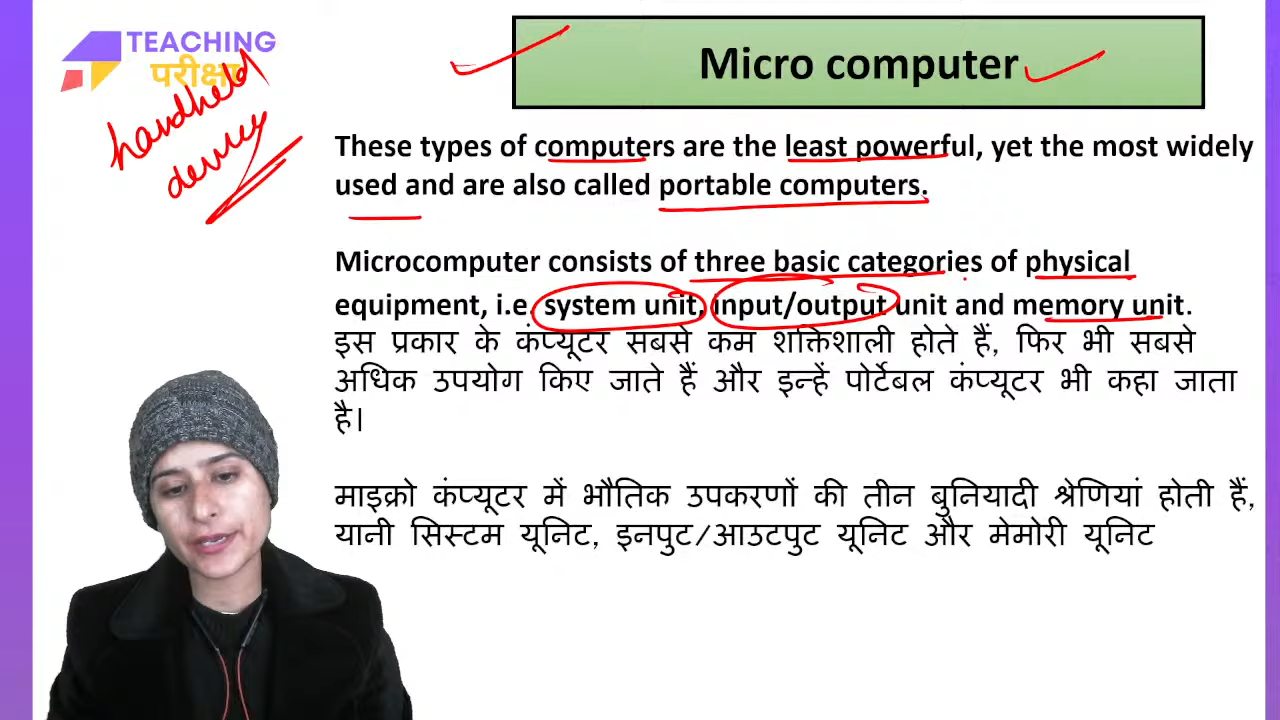 TEACHING
परीक्षा
handheld
device
Micro computer
These types of computers are the least powerful, yet the most widely
used and are also called portable computers.
Microcomputer consists of three basic categories of physical
equipment, i.e. system unit, input/output unit and memory unit.
इस प्रकार के कंप्यूटर सबसे कम शक्तिशाली होते हैं, फिर भी सबसे
अधिक उपयोग किए जाते हैं और इन्हें पोर्टेबल कंप्यूटर भी कहा जाता
है।
माइक्रो कंप्यूटर में भौतिक उपकरणों की तीन बुनियादी श्रेणियां होती हैं,
यानी सिस्टम यूनिट, इनपुट/आउटपुट यूनिट और मेमोरी यूनिट